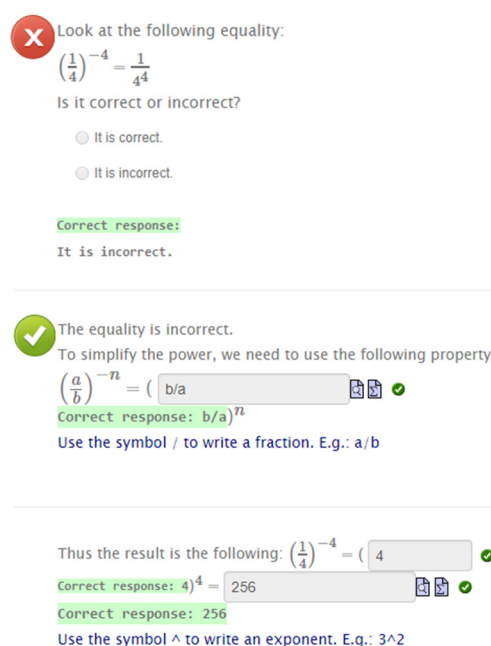 Look at the following equality:
(1/4)^-4 = 1/4^4
Is it correct or incorrect?
It is correct.
It is incorrect.
Correct response:
It is incorrect.
The equality is incorrect.
To simplify the power, we need to use the following property
(a/b)^-n = ( b/a
Correct response: b/a)^n
Use the symbol / to write a fraction. E.g.: a/b
Thus the result is the following: (1/4)^-4 = ( 4
Correct response: 4)^4 = 256
Correct response: 256
Use the symbol ^ to write an exponent. E.g.: 3^2